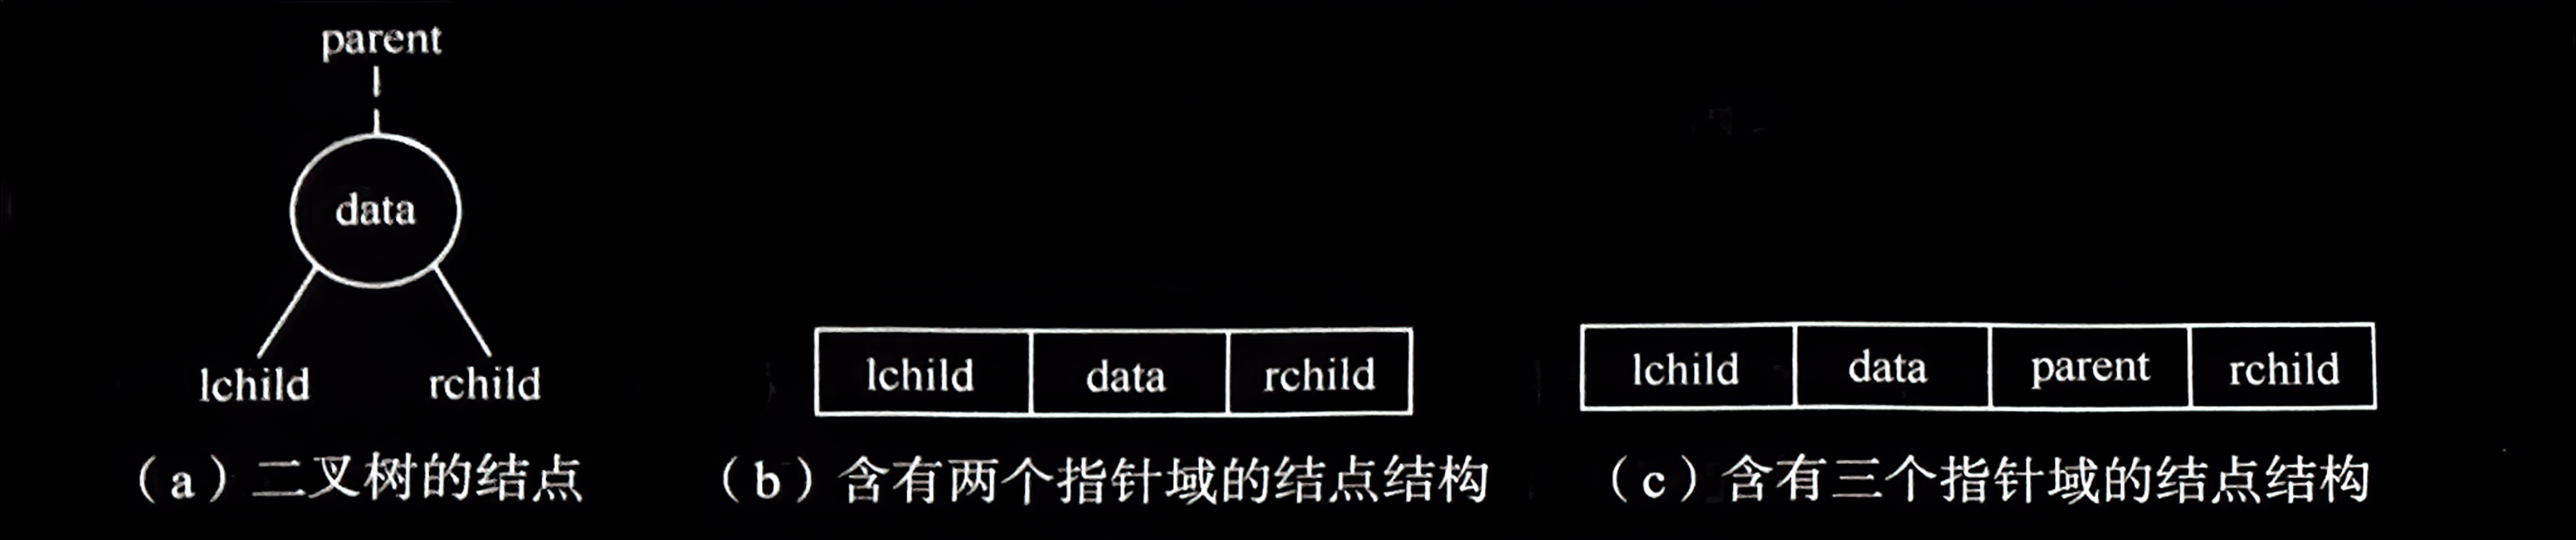 parent
data
lchild rchild
(a)二叉树的结点
lchild data rchild
(b)含有两个指针域的结点结构
lchild data parent rchild
(c)含有三个指针域的结点结构